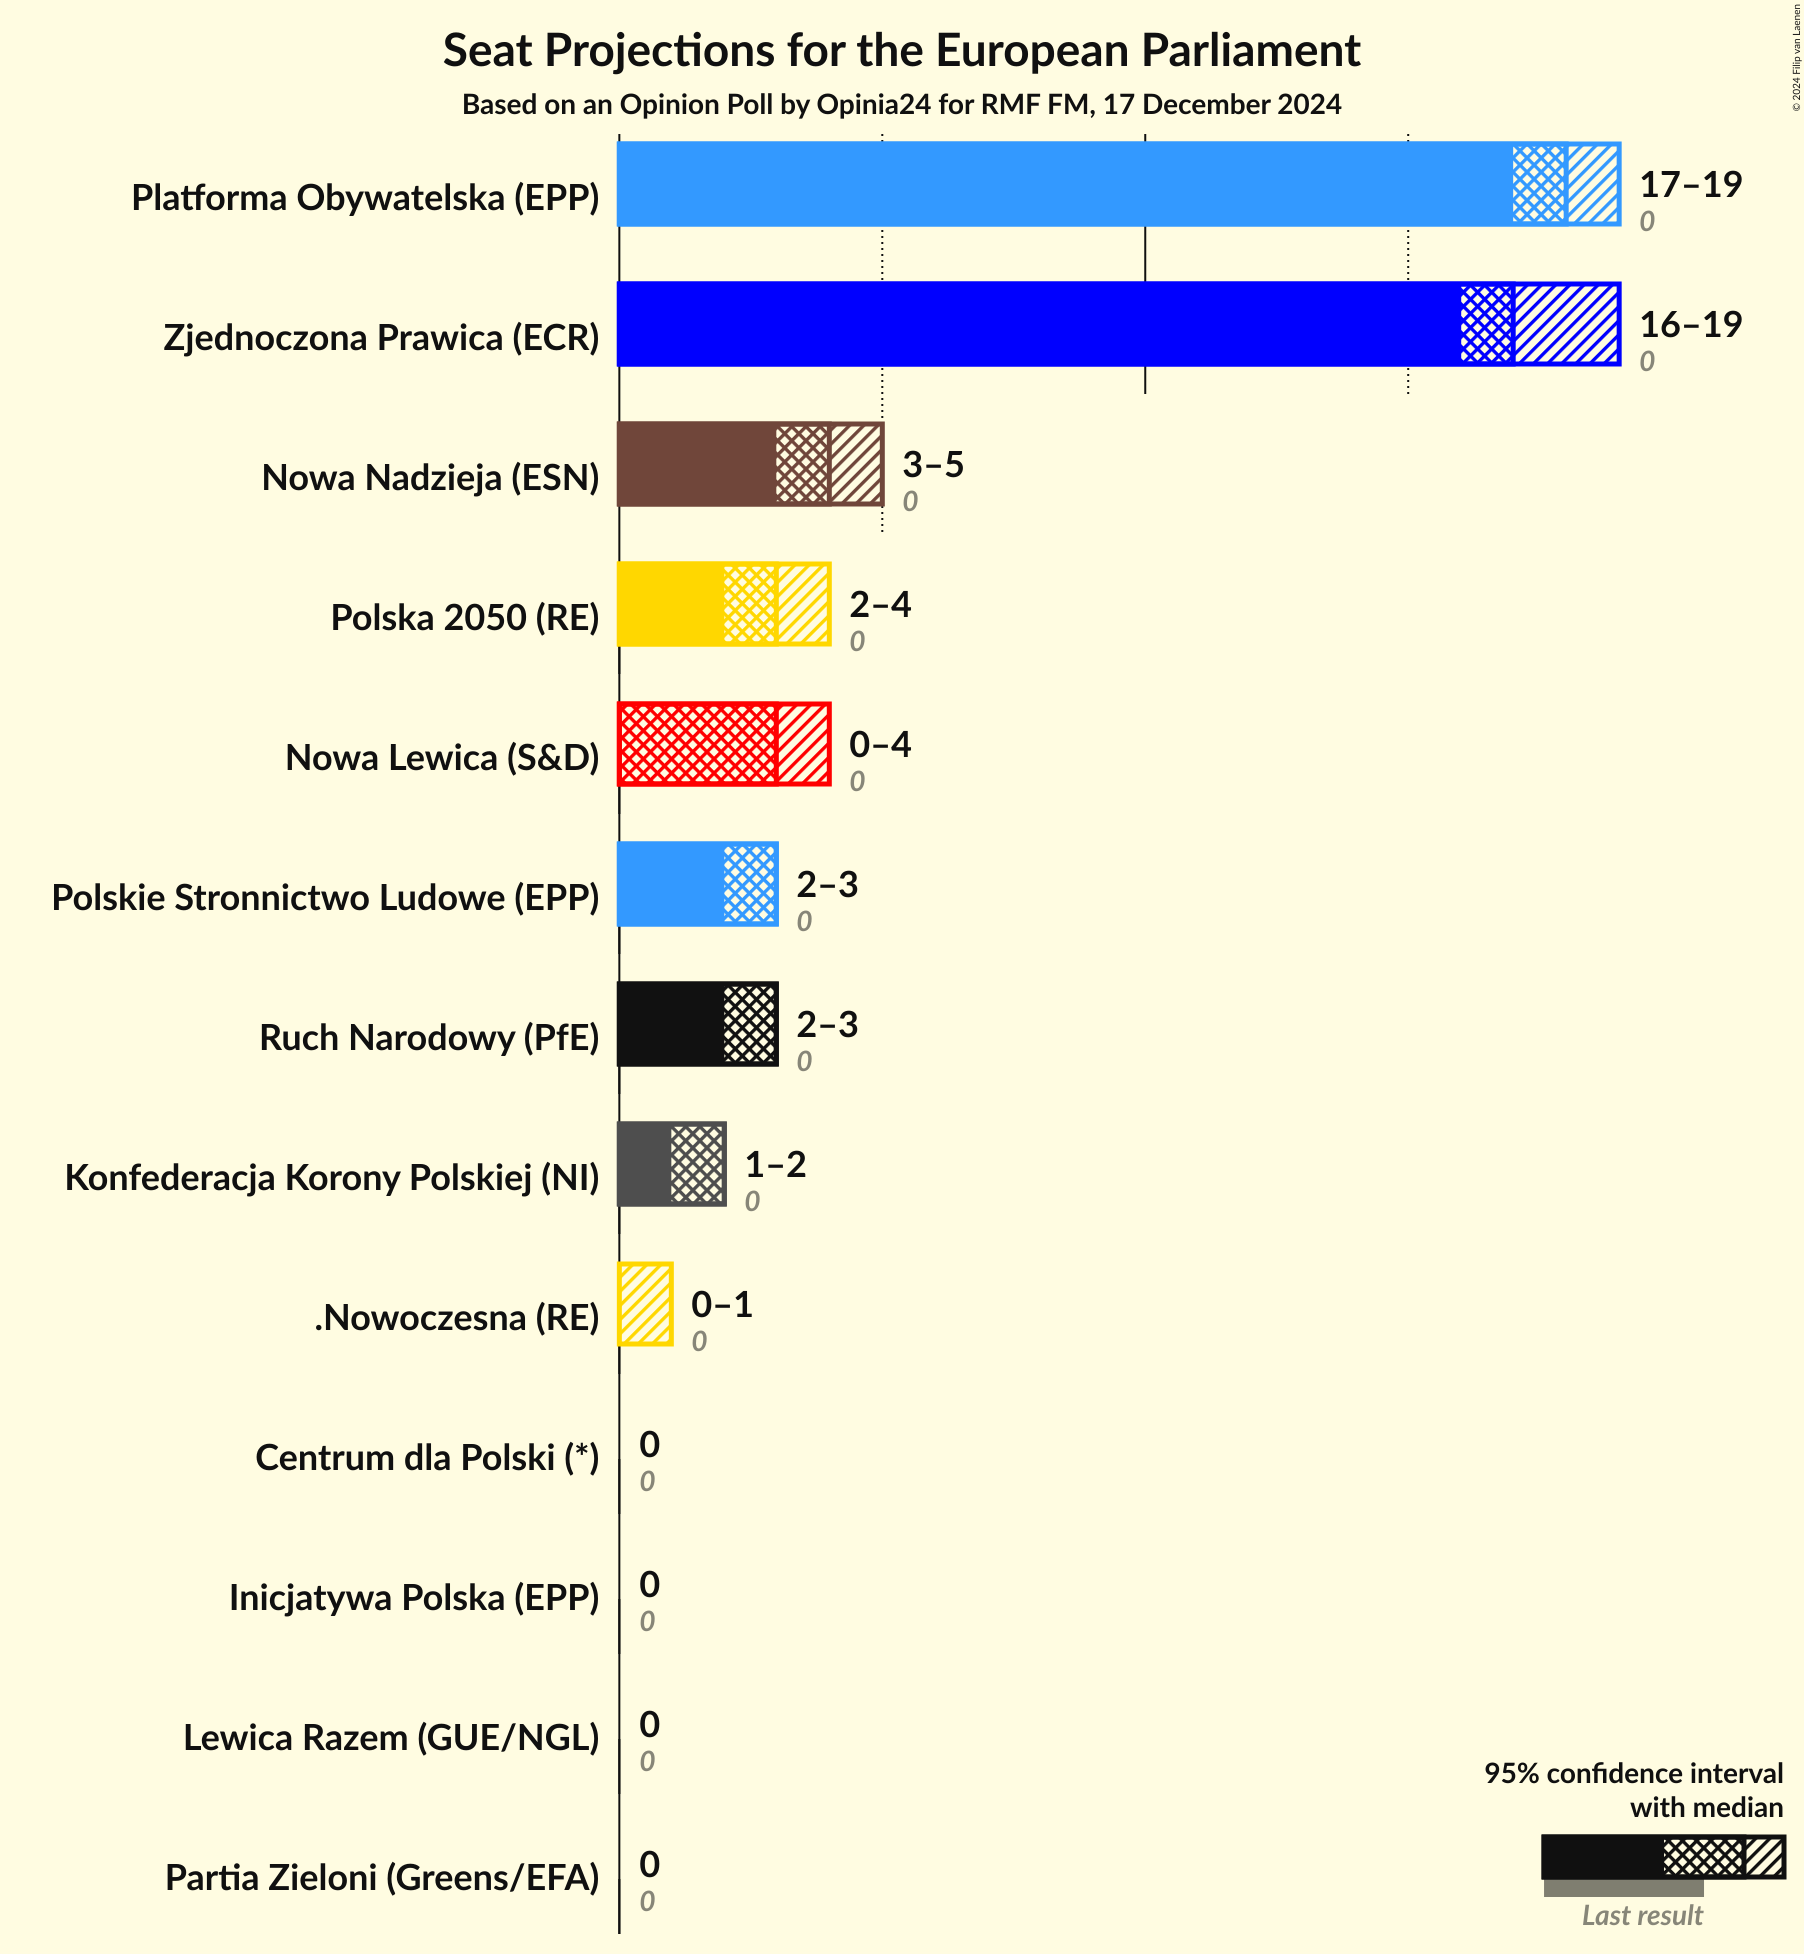 Seat Projections for the European Parliament
Based on an Opinion Poll by Opinia24 for RMF FM, 17 December 2024
© 2024 Filip van Laenen
Platforma Obywatelska (EPP)
17–19
0
Zjednoczona Prawica (ECR)
16–19
0
Nowa Nadzieja (ESN)
3–5
0
Polska 2050 (RE)
2–4
0
Nowa Lewica (S&D)
0–4
0
Polskie Stronnictwo Ludowe (EPP)
2–3
0
Ruch Narodowy (PfE)
2–3
0
Konfederacja Korony Polskiej (NI)
1–2
0
.Nowoczesna (RE)
0–1
0
Centrum dla Polski (*)
0
0
Inicjatywa Polska (EPP)
0
0
Lewica Razem (GUE/NGL)
0
0
Partia Zieloni (Greens/EFA)
0
0
95% confidence interval
with median
Last result